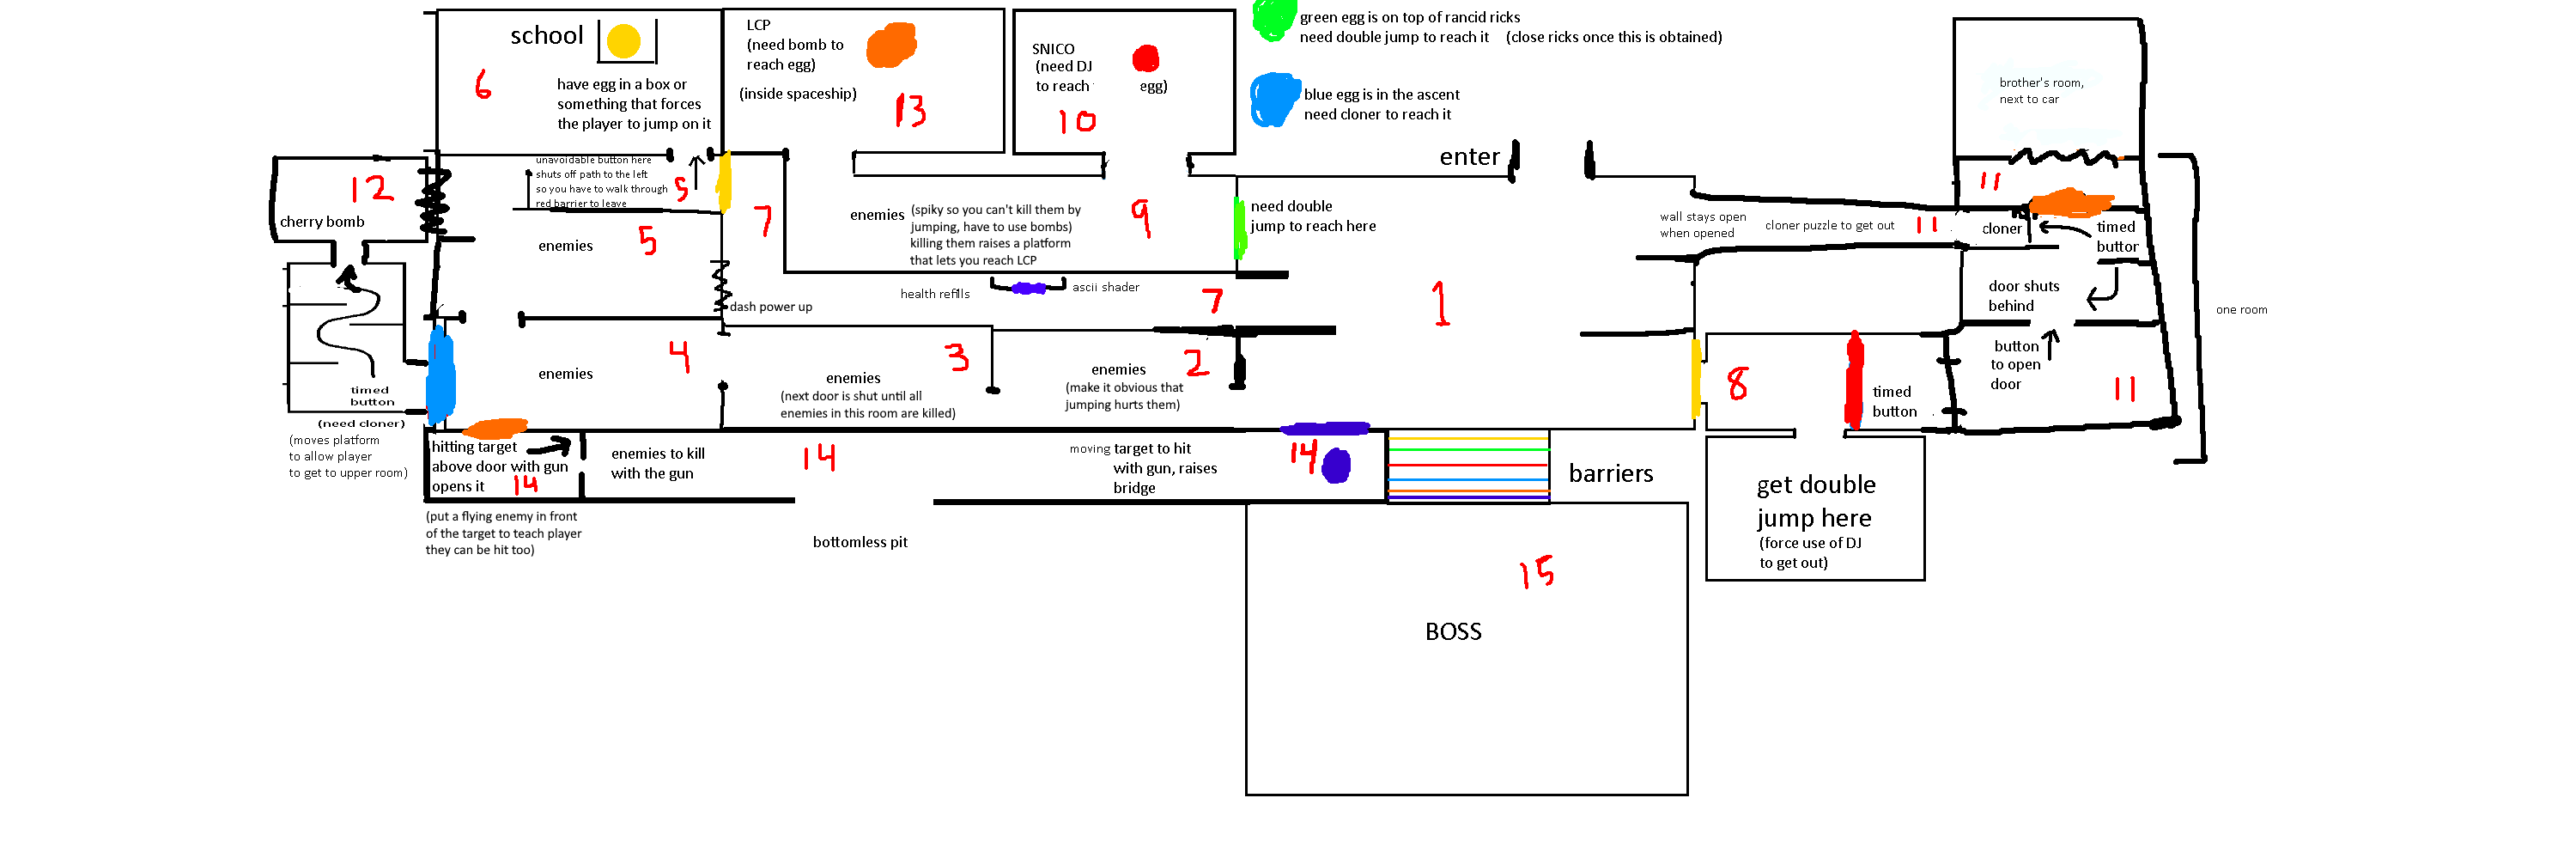 school
6
have egg in a box or
something that forces
the player to jump on it
LCP
(need bomb to
reach egg)
(inside spaceship)
13
SNICO
(need DJ
to reach egg)
10
green egg is on top of rancid ricks
need double jump to reach it (close ricks once this is obtained)
blue egg is in the ascent
need cloner to reach it
enter
brother's room,
next to car
12
cherry bomb
unavoidable button here
shuts off path to the left
so you have to walk through
red barrier to leave
5
enemies
5
7
enemies (spiky so you can't kill them by
jumping, have to use bombs)
killing them raises a platform
that lets you reach LCP
9
need double
jump to reach here
wall stays open
when opened
cloner puzzle to get out
11
11
cloner
timed
button
door shuts
behind
one room
health refills
ascii shader
7
dash power up
1
timed
button
(need cloner)
(moves platform
to allow player
to get to upper room)
enemies
4
enemies
(next door is shut until all
enemies in this room are killed)
3
enemies
(make it obvious that
jumping hurts them)
2
8
timed
button
button
to open
door
11
hitting target
above door with gun
opens it
14
(put a flying enemy in front
of the target to teach player
they can be hit too)
enemies to kill
with the gun
14
bottomless pit
moving target to hit
with gun, raises
bridge
14
barriers
get double
jump here
(force use of DJ
to get out)
15
BOSS